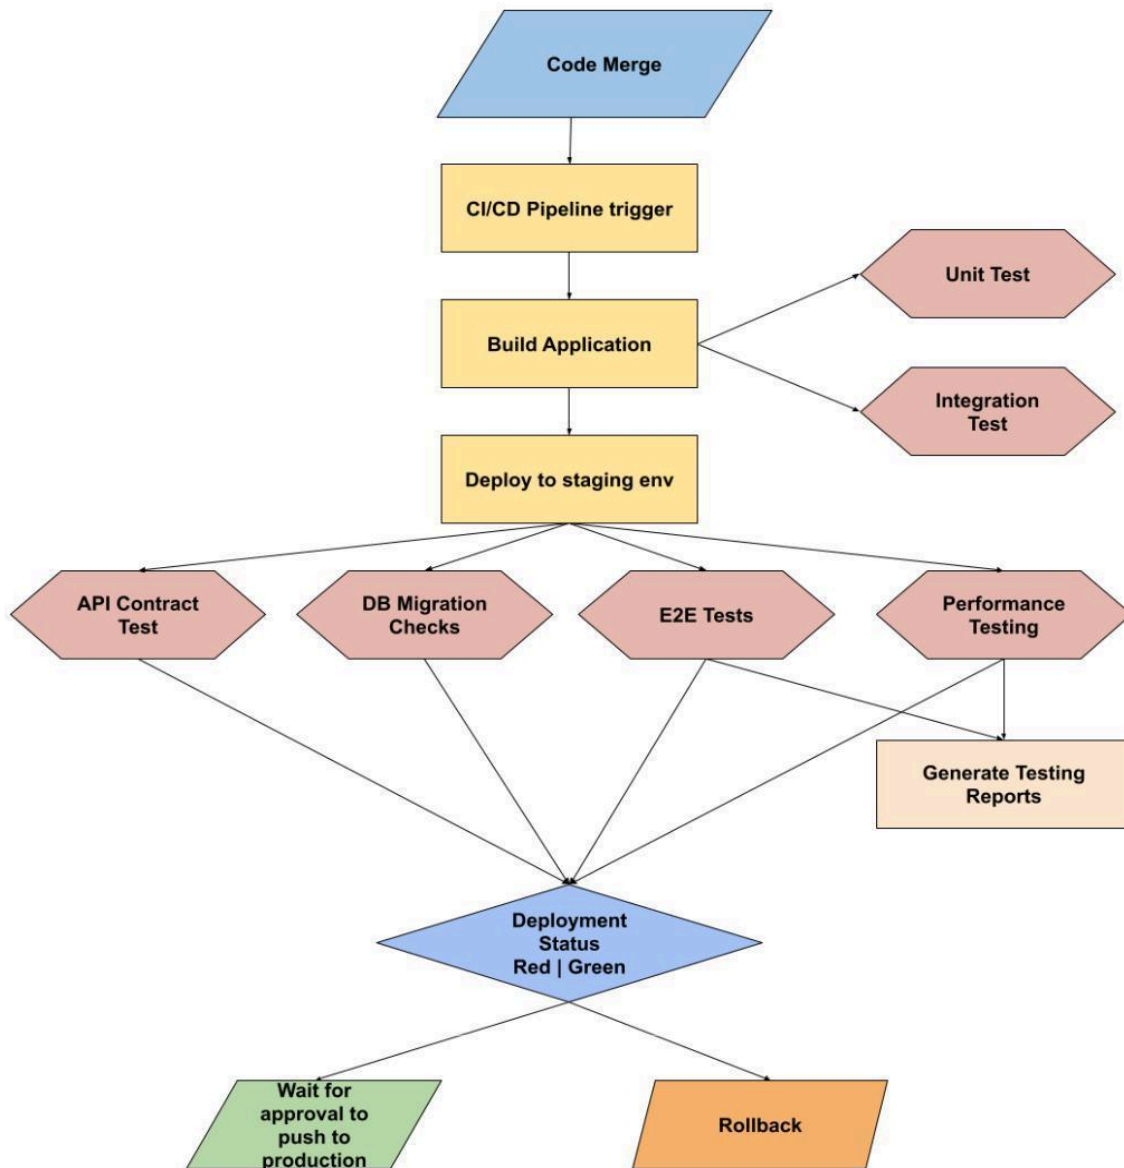 Code Merge
CI/CD Pipeline trigger
Unit Test
Build Application
Integration
Test
Deploy to staging env
API Contract
Test
DB Migration
Checks
E2E Tests
Performance
Testing
Generate Testing
Reports
Deployment
Status
Red | Green
Wait for
approval to
push to
production
Rollback